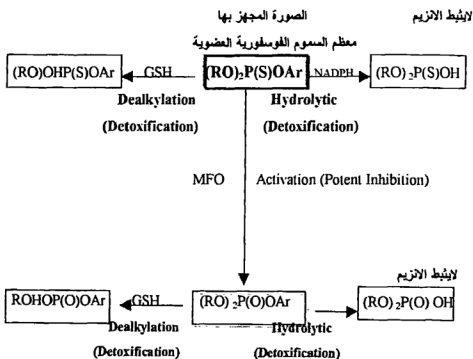 الصورة المجهز بها
لايثبط الانزيم
معظم السموم الفوسفورية العضوية
(RO)OHP(S)OAr
GSH
(RO)₂P(S)OAr
NADPH
(RO)₂P(S)OH
Dealkylation
Hydrolytic
(Detoxification)
(Detoxification)
MFO
Activation (Potent Inhibition)
لايثبط الانزيم
ROHOP(O)OAr
GSH
(RO) ₂P(O)OAr
(RO) ₂P(O) OH
Dealkylation
Hydrolytic
(Detoxification)
(Detoxification)